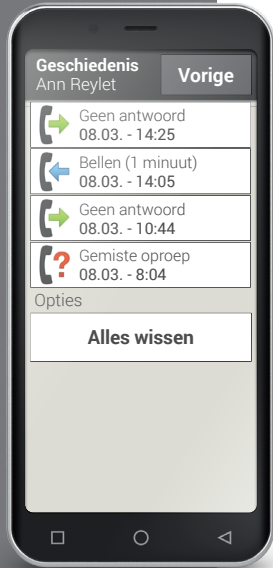 Geschiedenis
Ann Reylet
Vorige
Geen antwoord
08.03. - 14:25
Bellen (1 minuut)
08.03. - 14:05
Geen antwoord
08.03. - 10:44
Gemiste oproep
08.03. - 8:04
Opties
Alles wissen